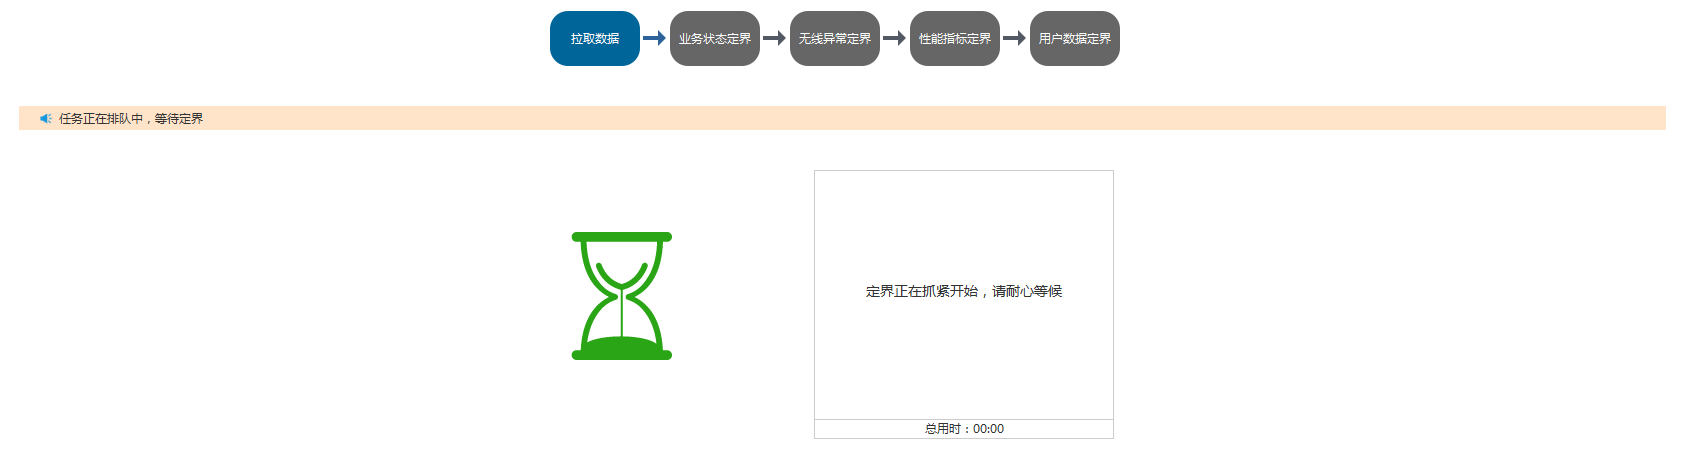 拉取数据
业务状态定界
无线异常定界
性能指标定界
用户数据定界
任务正在排队中，等待定界
定界正在抓紧开始，请耐心等候
总用时：00:00